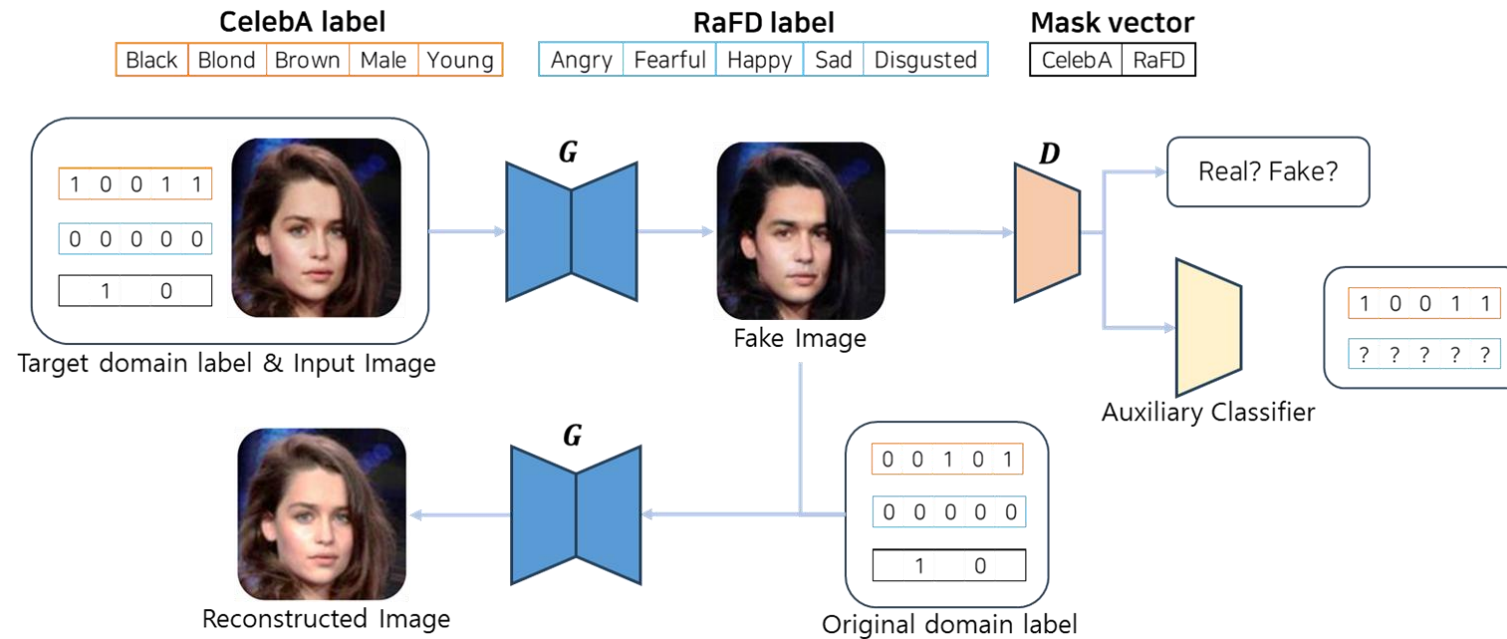 CelebA label
RaFD label
Mask vector
Black Blond Brown Male Young
Angry Fearful Happy Sad Disgusted
CelebA RaFD
1 0 0 1 1
0 0 0 0 0
1 0
Target domain label & Input Image
G
Fake Image
D
Real? Fake?
Auxiliary Classifier
1 0 0 1 1
? ? ? ? ?
G
Reconstructed Image
0 0 1 0 1
0 0 0 0 0
1 0
Original domain label